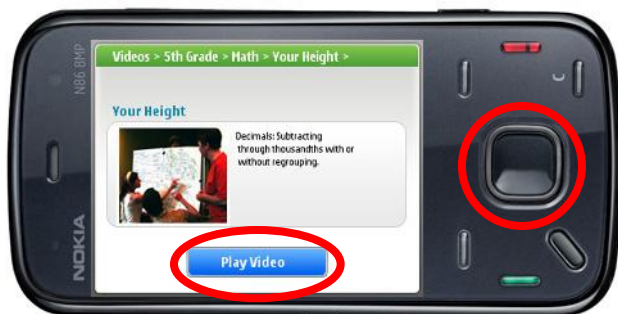 Videos > 5th Grade > Math > Your Height >
Your Height
Decimals: Subtracting
through thousandths with or
without regrouping.
Play Video
N86 8MP
NOKIA